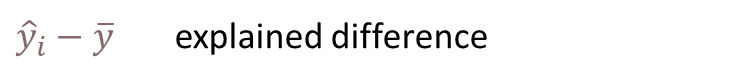 ŷᵢ − ȳ explained difference